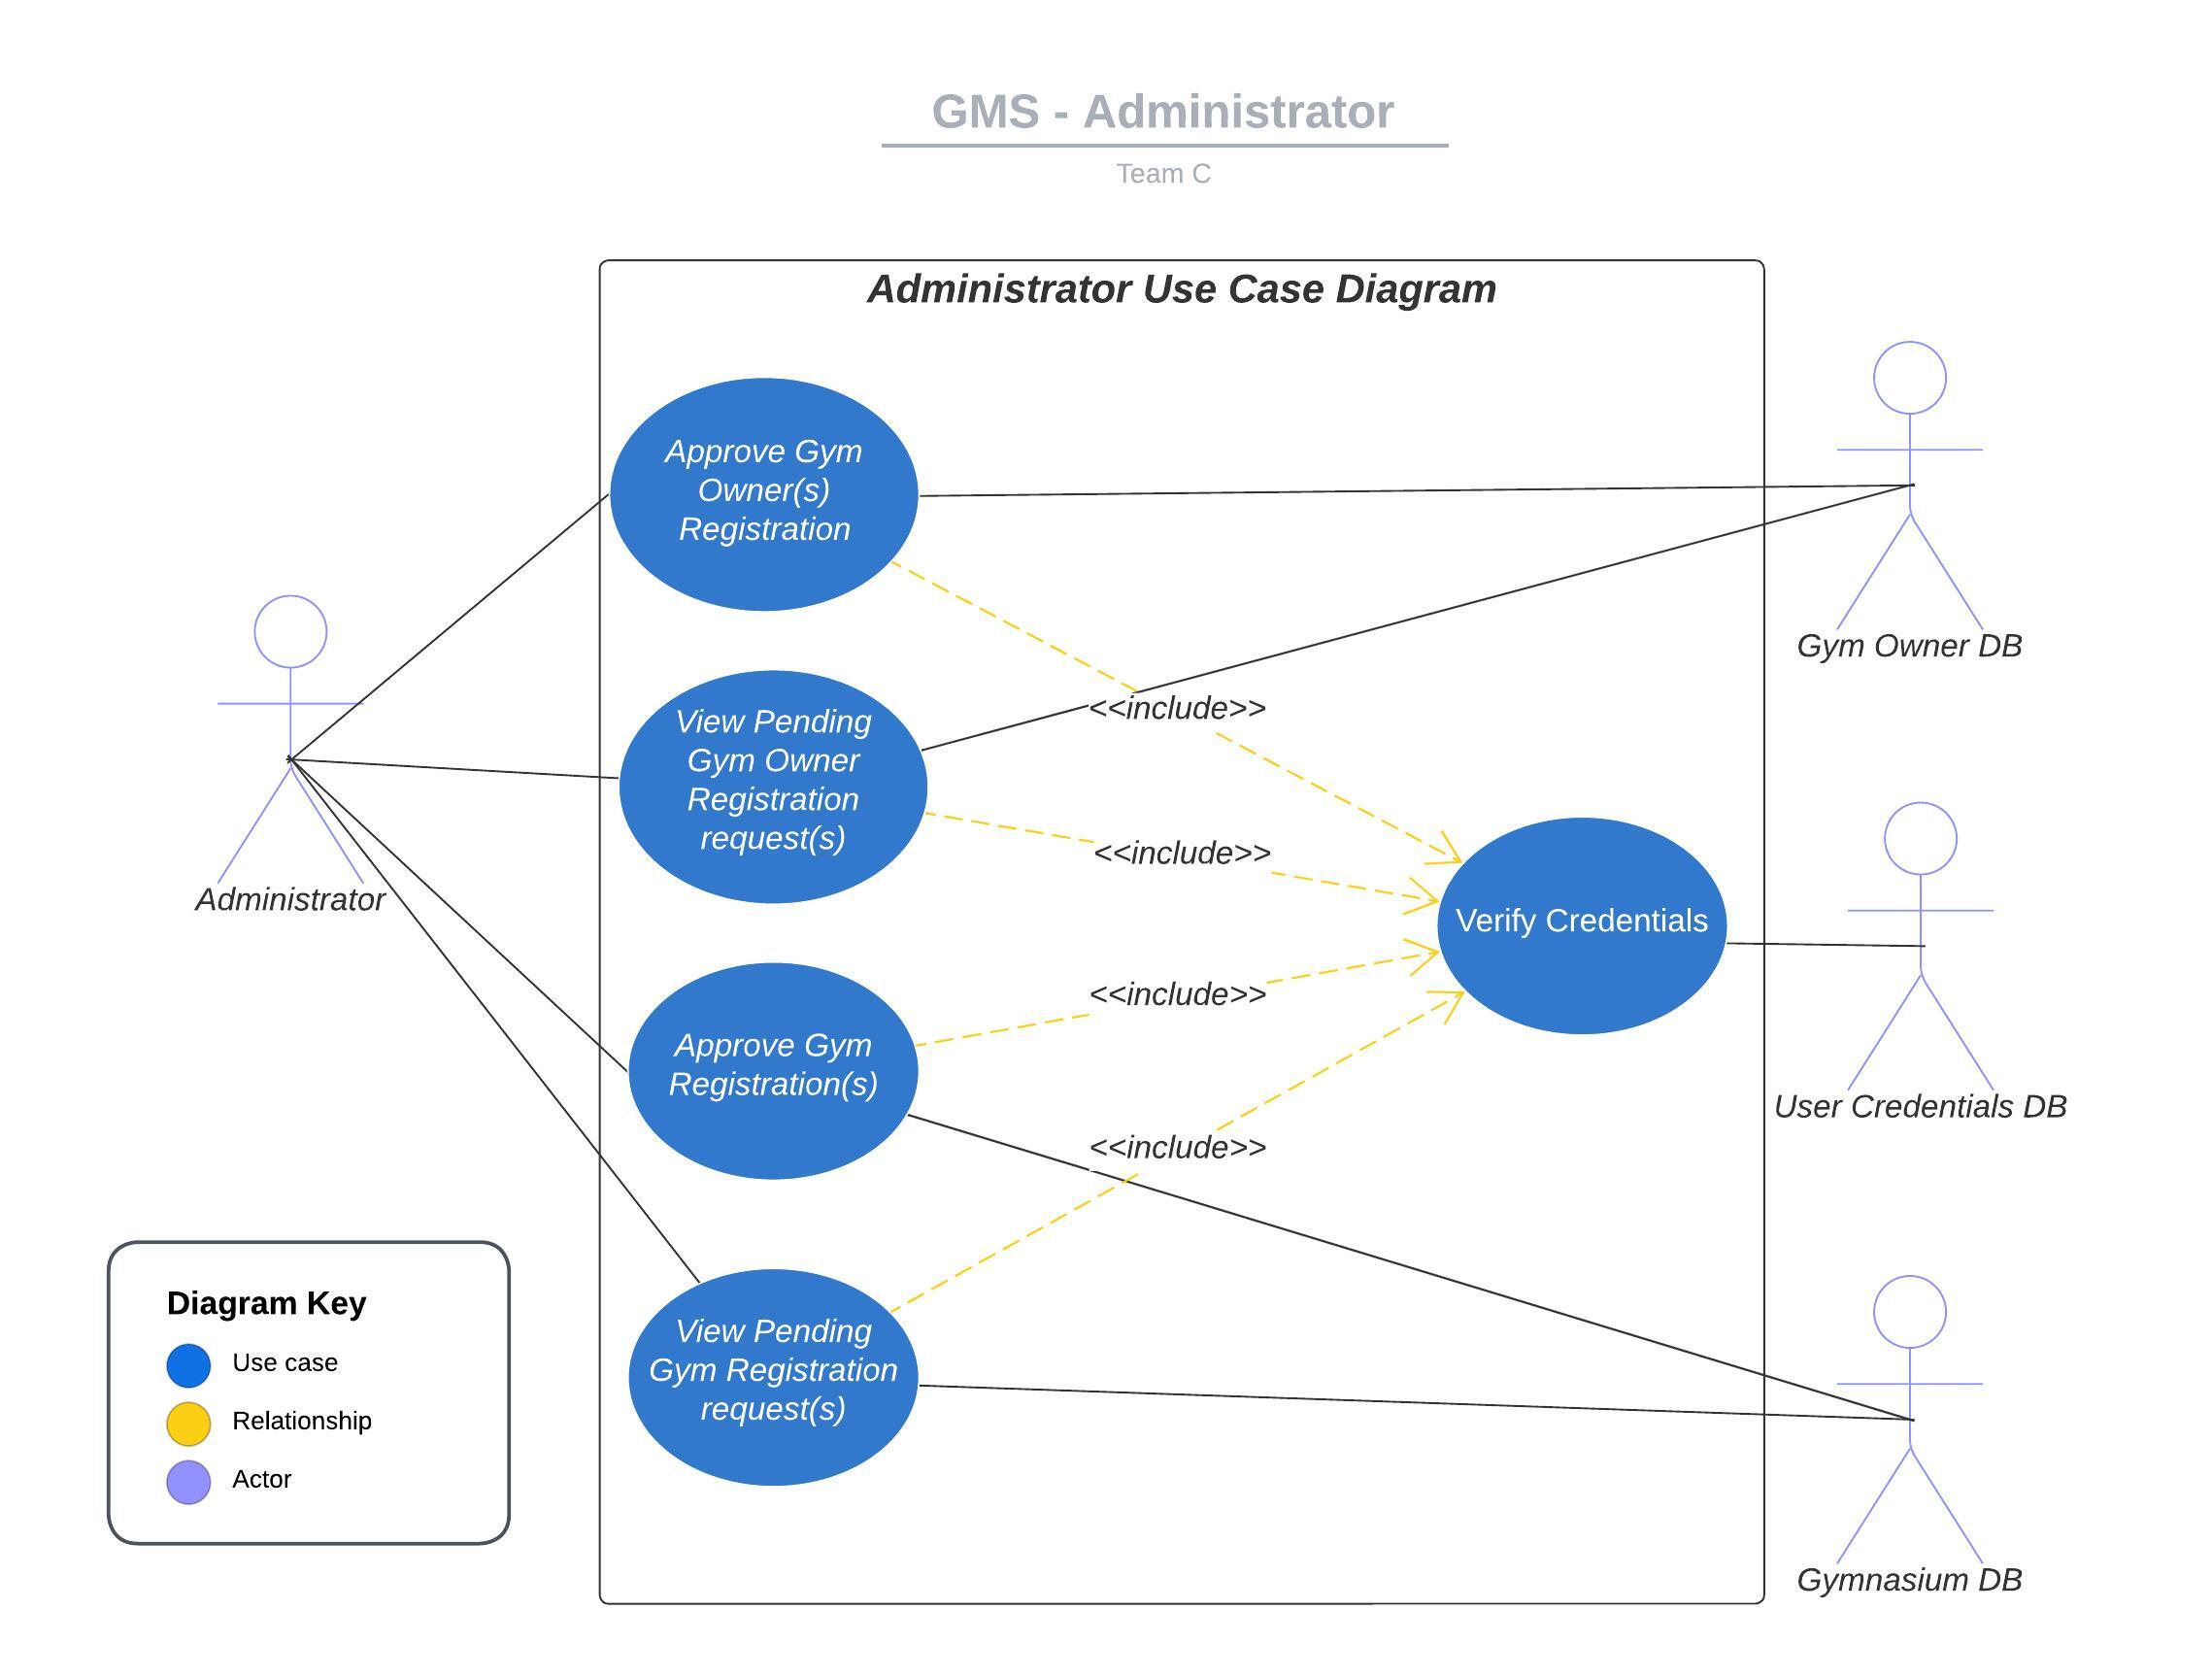 GMS - Administrator
Team C
Administrator Use Case Diagram
Approve Gym
Owner(s)
Registration
Gym Owner DB
View Pending
Gym Owner
Registration
request(s)
<<include>>
<<include>>
Administrator
Verify Credentials
<<include>>
Approve Gym
Registration(s)
User Credentials DB
<<include>>
View Pending
Gym Registration
request(s)
Gymnasium DB
Diagram Key
Use case
Relationship
Actor